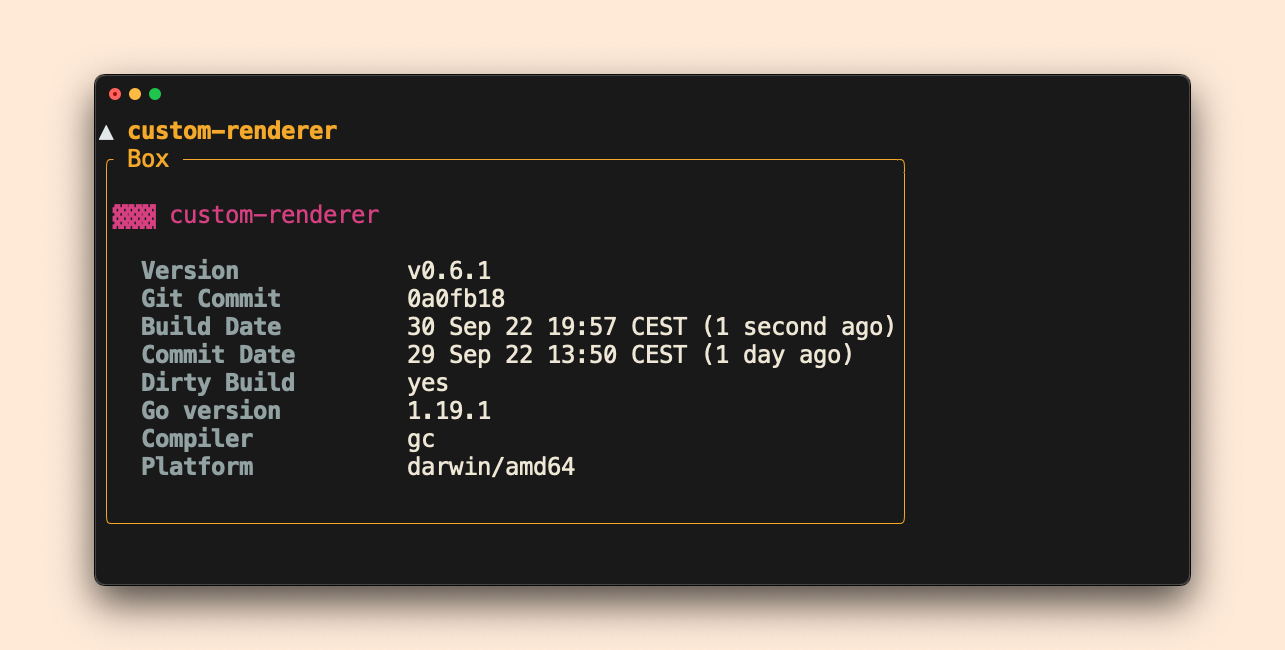 ▲ custom-renderer
Box
▓▓▓ custom-renderer
Version v0.6.1
Git Commit 0a0fb18
Build Date 30 Sep 22 19:57 CEST (1 second ago)
Commit Date 29 Sep 22 13:50 CEST (1 day ago)
Dirty Build yes
Go version 1.19.1
Compiler gc
Platform darwin/amd64